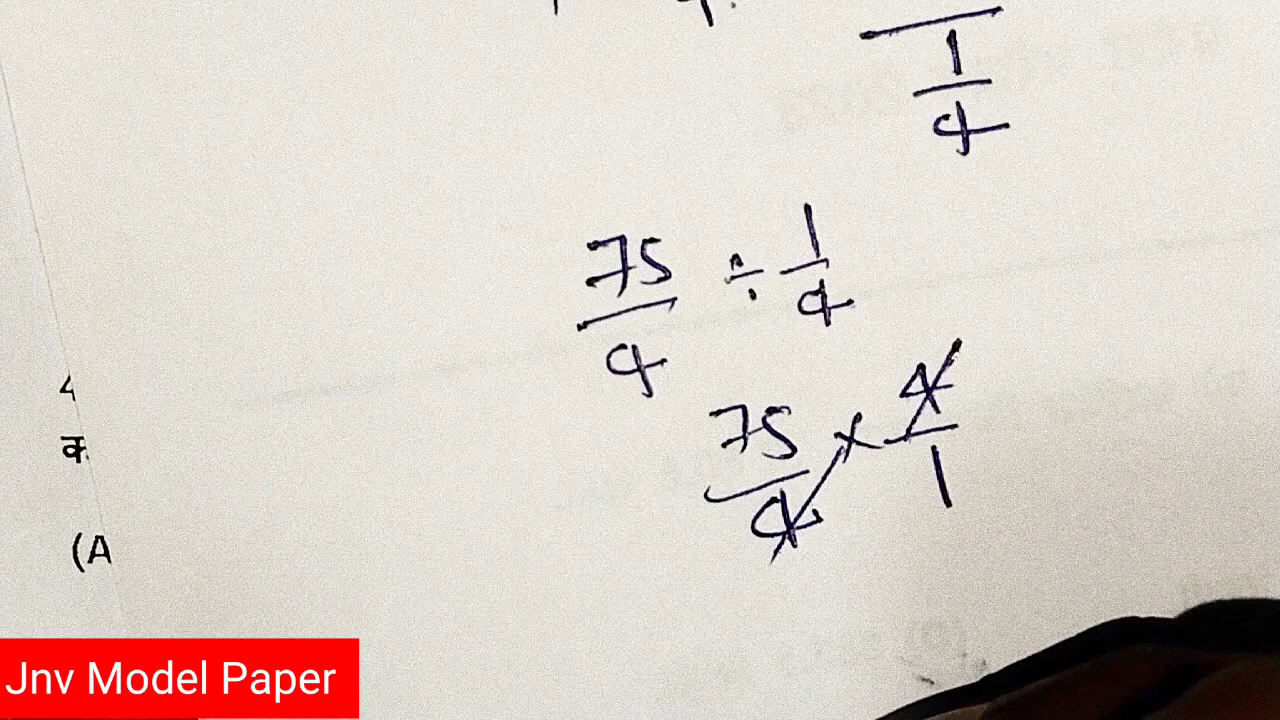 1
4
75/4 ÷ 1/4
75/4 × 4/1
क
(A
Jnv Model Paper